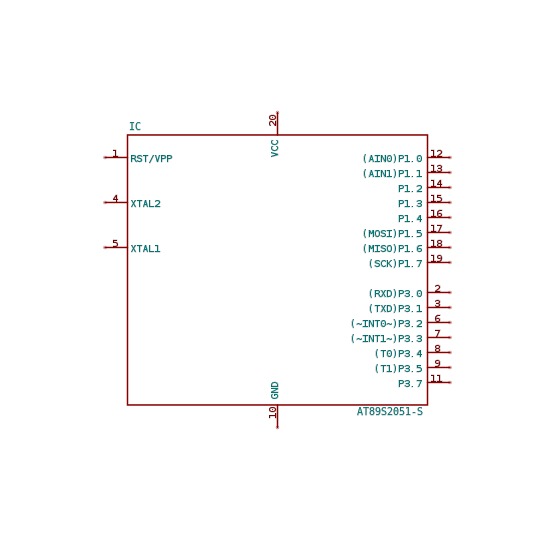 20
IC
VCC
1 RST/VPP (AIN0)P1.0 12
(AIN1)P1.1 13
P1.2 14
4 XTAL2 P1.3 15
P1.4 16
(MOSI)P1.5 17
5 XTAL1 (MISO)P1.6 18
(SCK)P1.7 19
(RXD)P3.0 2
(TXD)P3.1 3
(~INT0~)P3.2 6
(~INT1~)P3.3 7
(T0)P3.4 8
(T1)P3.5 9
P3.7 11
GND
10
AT89S2051-S